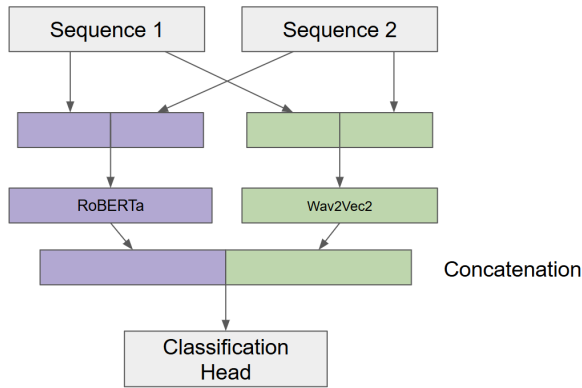 Sequence 1
Sequence 2
RoBERTa
Wav2Vec2
Concatenation
Classification
Head